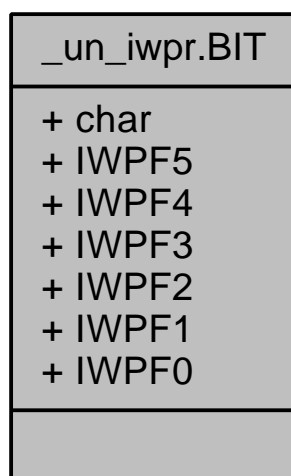 _un_iwpr.BIT
+ char
+ IWPF5
+ IWPF4
+ IWPF3
+ IWPF2
+ IWPF1
+ IWPF0